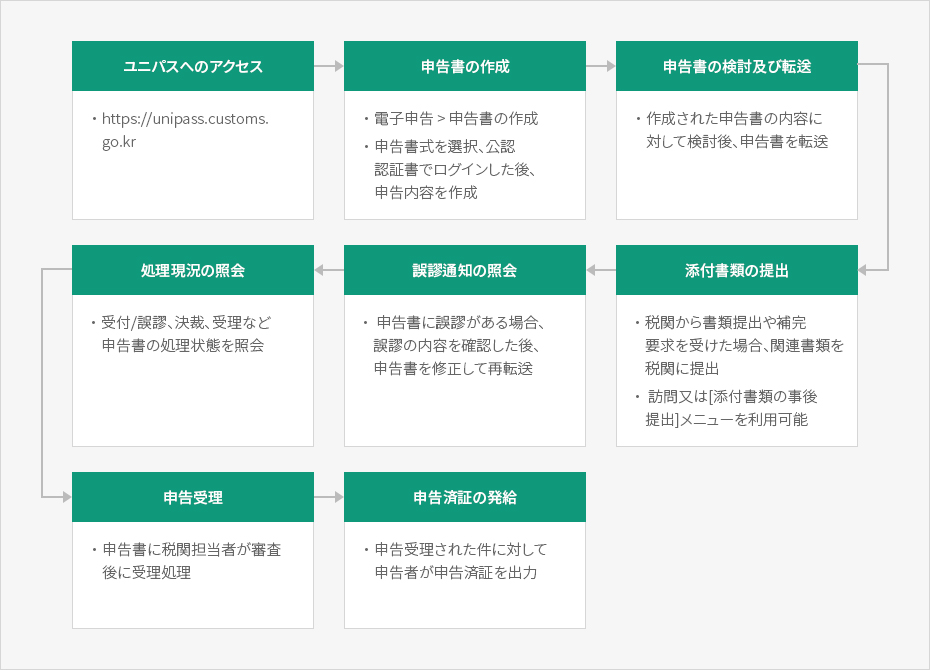 ユニパスへのアクセス
・https://unipass.customs.
go.kr
申告書の作成
・電子申告 > 申告書の作成
・申告書式を選択、公認
認証書でログインした後、
申告内容を作成
申告書の検討及び転送
・作成された申告書の内容に
対して検討後、申告書を転送
添付書類の提出
・税関から書類提出や補完
要求を受けた場合、関連書類を
税関に提出
・ 訪問又は[添付書類の事後
提出]メニューを利用可能
誤謬通知の照会
・ 申告書に誤謬がある場合、
誤謬の内容を確認した後、
申告書を修正して再転送
処理現況の照会
・受付/誤謬、決裁、受理など
申告書の処理状態を照会
申告受理
・申告書に税関担当者が審査
後に受理処理
申告済証の発給
・申告受理された件に対して
申告者が申告済証を出力